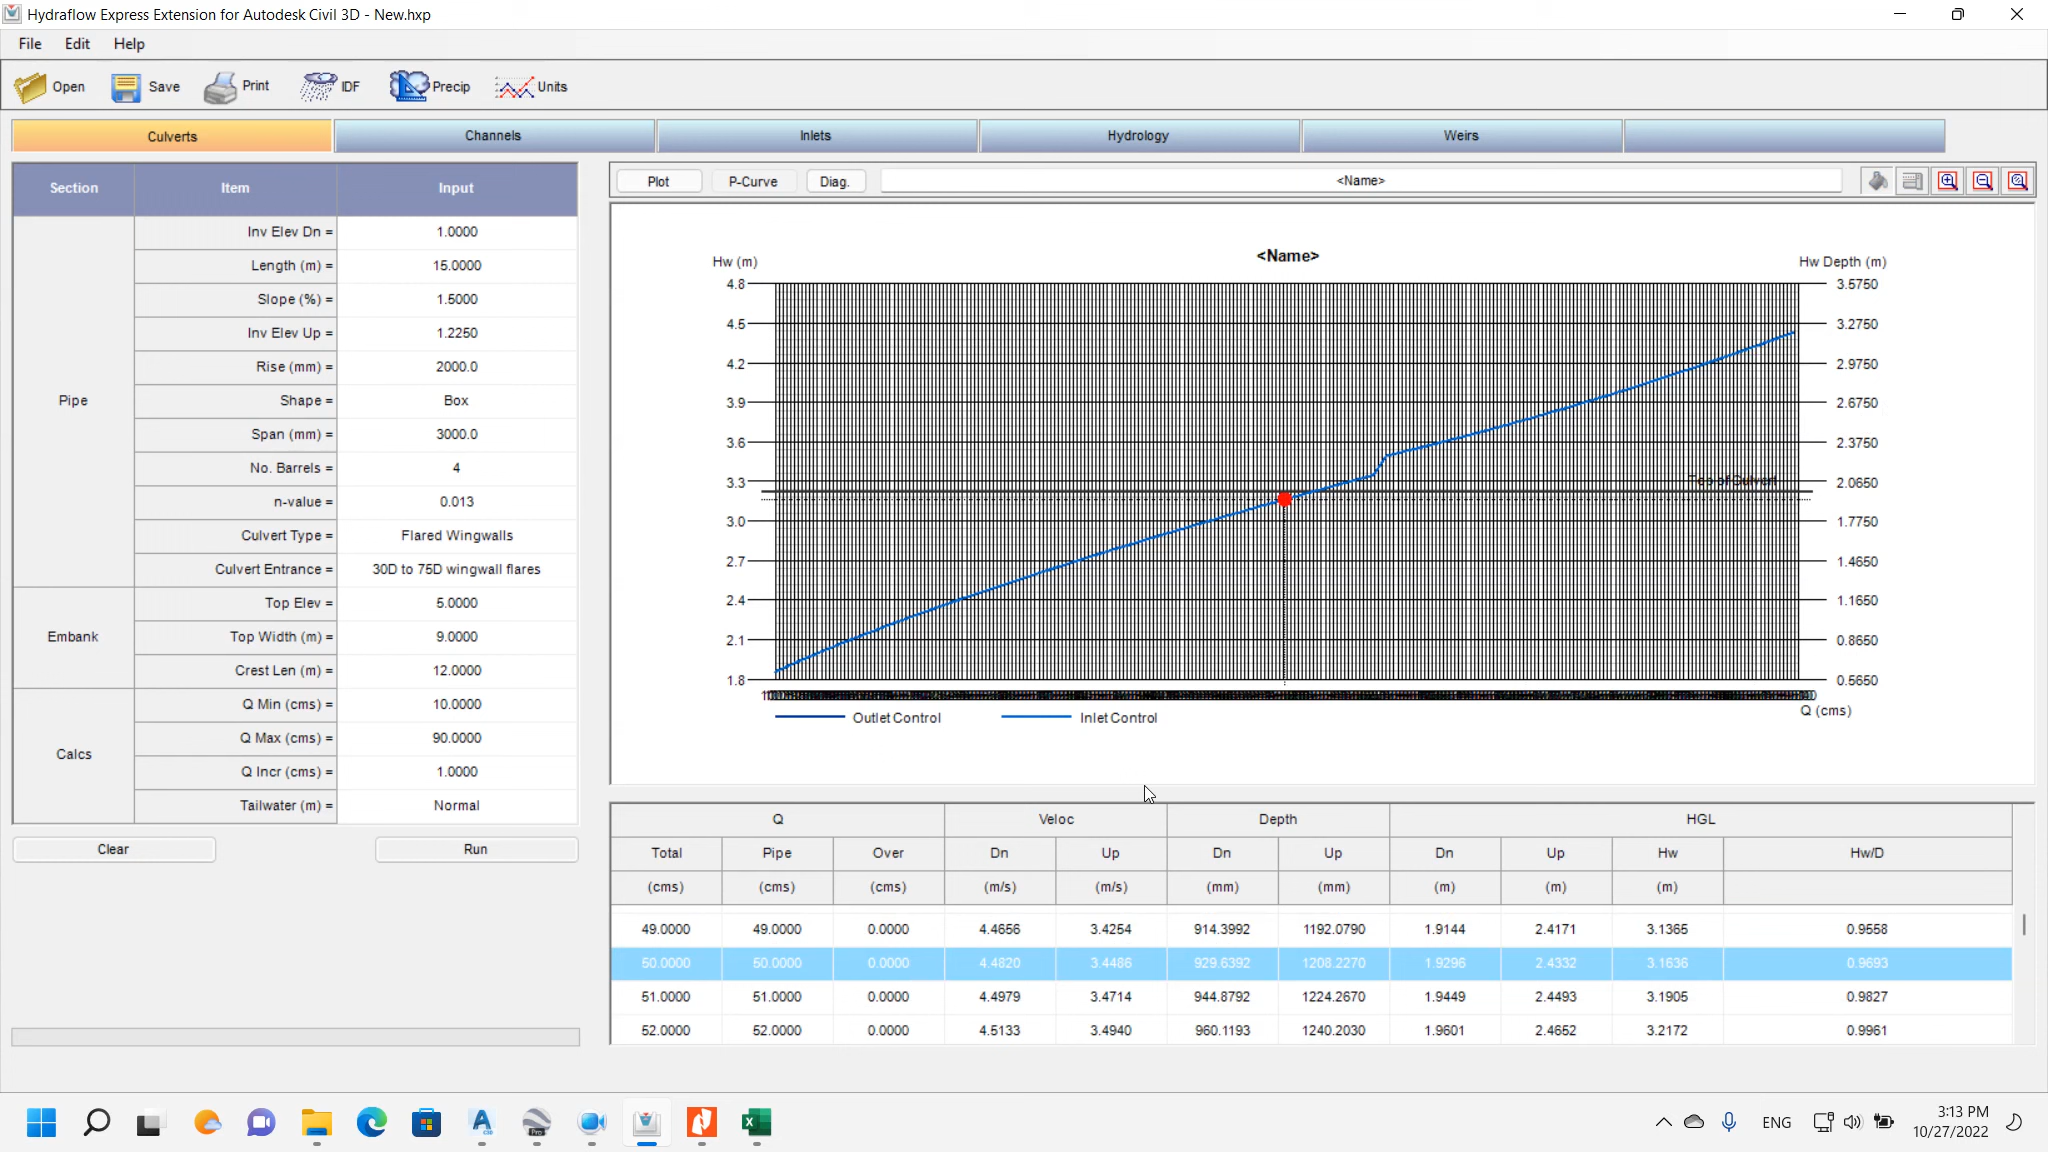 Hydraflow Express Extension for Autodesk Civil 3D - New.hxp
File Edit Help
Open Save Print IDF Precip Units
Culverts Channels Inlets Hydrology Weirs
Section Item Input
Pipe
Inv Elev Dn = 1.0000
Length (m) = 15.0000
Slope (%) = 1.5000
Inv Elev Up = 1.2250
Rise (mm) = 2000.0
Shape = Box
Span (mm) = 3000.0
No. Barrels = 4
n-value = 0.013
Culvert Type = Flared Wingwalls
Culvert Entrance = 30D to 75D wingwall flares
Embank
Top Elev = 5.0000
Top Width (m) = 9.0000
Crest Len (m) = 12.0000
Calcs
Q Min (cms) = 10.0000
Q Max (cms) = 90.0000
Q Incr (cms) = 1.0000
Tailwater (m) = Normal
Clear Run
Plot P-Curve Diag. <Name>
<Name>
Hw (m) Hw Depth (m)
4.8 3.5750
4.5 3.2750
4.2 2.9750
3.9 2.6750
3.6 2.3750
Top of Culvert
3.3 2.0650
3.0 1.7750
2.7 1.4650
2.4 1.1650
2.1 0.8650
1.8 0.5650
Q (cms)
Outlet Control Inlet Control
Q Veloc Depth HGL
Total Pipe Over Dn Up Dn Up Dn Up Hw Hw/D
(cms) (cms) (cms) (m/s) (m/s) (mm) (mm) (m) (m) (m)
49.0000 49.0000 0.0000 4.4656 3.4254 914.3992 1192.0790 1.9144 2.4171 3.1365 0.9558
50.0000 50.0000 0.0000 4.4820 3.4486 929.6392 1208.2270 1.9296 2.4332 3.1636 0.9693
51.0000 51.0000 0.0000 4.4979 3.4714 944.8792 1224.2670 1.9449 2.4493 3.1905 0.9827
52.0000 52.0000 0.0000 4.5133 3.4940 960.1193 1240.2030 1.9601 2.4652 3.2172 0.9961
ENG
3:13 PM
10/27/2022